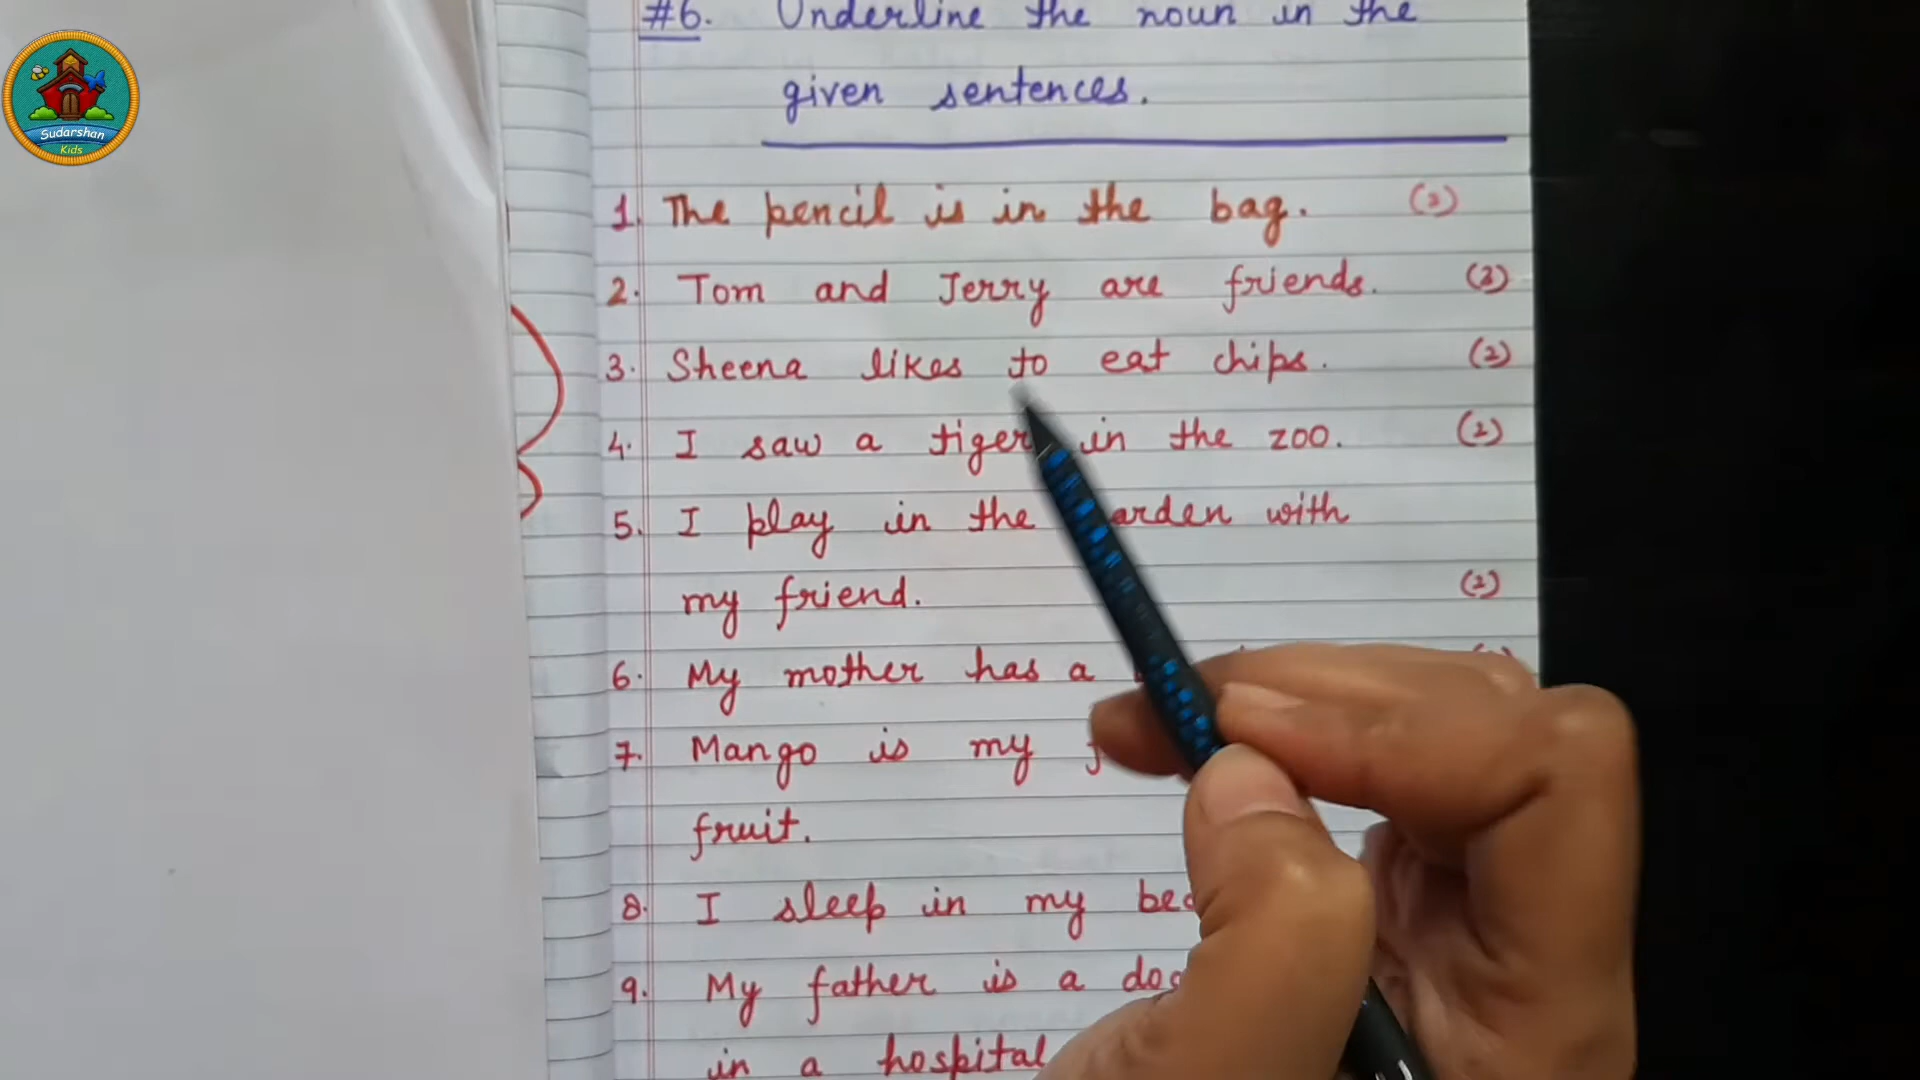 Sudarshan
Kids
#6. Underline the noun in the
given sentences.
1. The pencil is in the bag. (2)
2. Tom and Jerry are friends. (3)
3. Sheena likes to eat chips. (2)
4. I saw a tiger in the zoo. (2)
5. I play in the arden with
my friend. (2)
6. My mother has a
7. Mango is my
fruit.
8. I sleep in my
9. My father is a
in a hospital